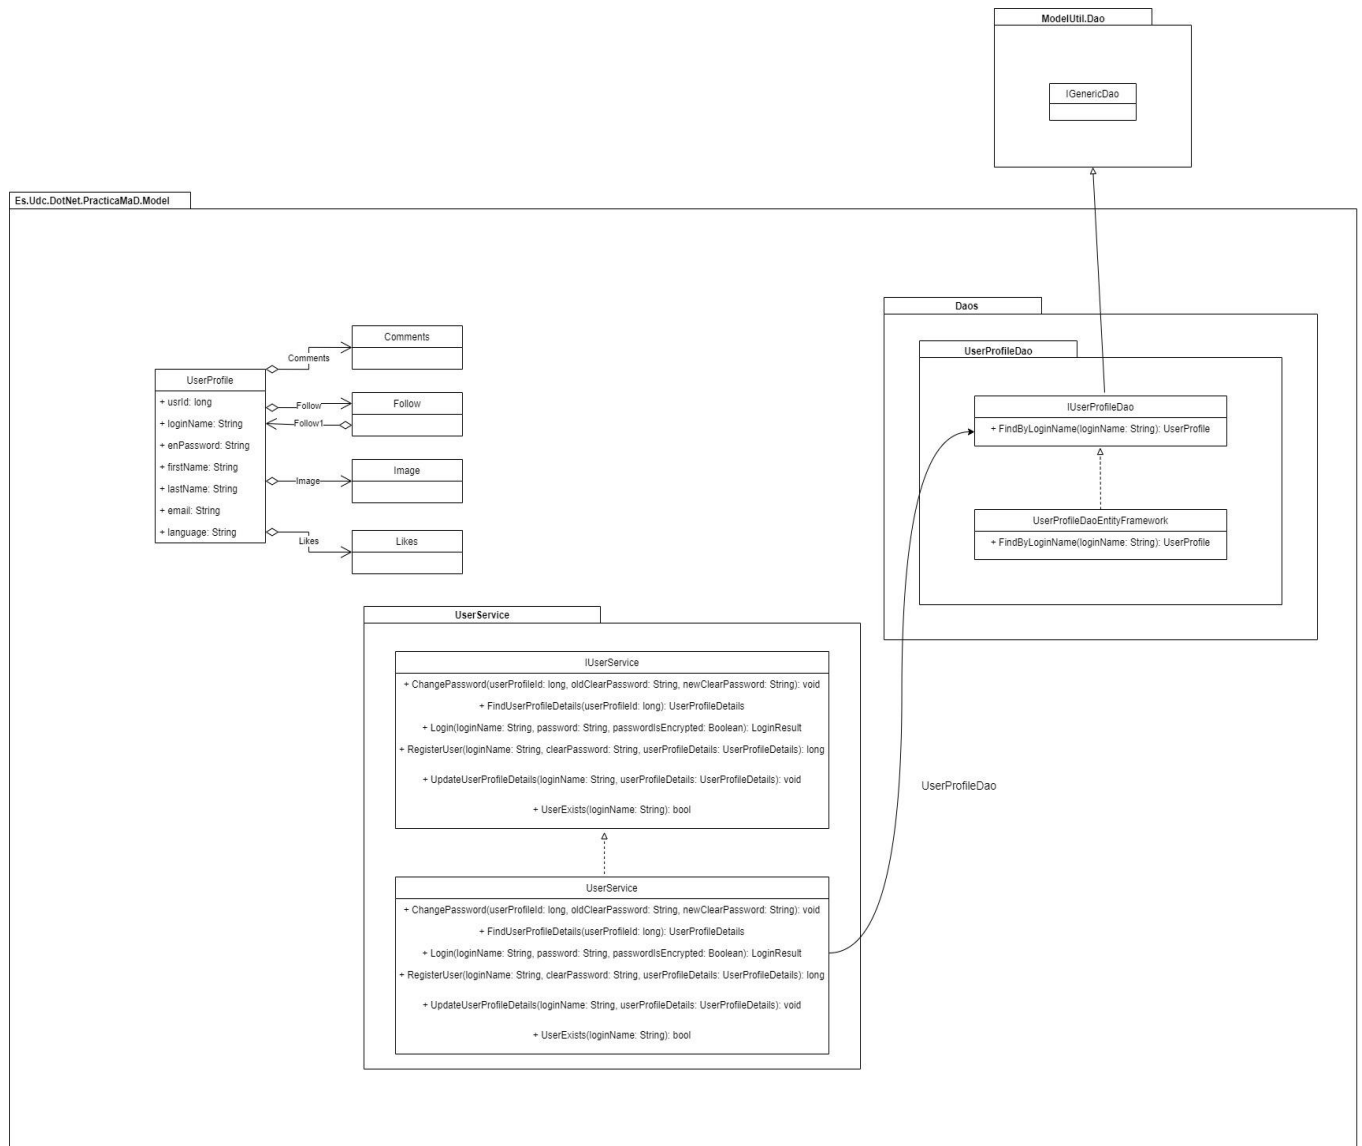 ModelUtil.Dao
IGenericDao
Es.Udc.DotNet.PracticaMaD.Model
Daos
UserProfileDao
IUserProfileDao
+ FindByLoginName(loginName: String): UserProfile
UserProfileDaoEntityFramework
+ FindByLoginName(loginName: String): UserProfile
Comments
Comments
UserProfile
+ usrId: long
+ loginName: String
+ enPassword: String
+ firstName: String
+ lastName: String
+ email: String
+ language: String
Follow
Follow
Follow1
Image
Image
Likes
Likes
UserService
IUserService
+ ChangePassword(userProfileId: long, oldClearPassword: String, newClearPassword: String): void
+ FindUserProfileDetails(userProfileId: long): UserProfileDetails
+ Login(loginName: String, password: String, passwordIsEncrypted: Boolean): LoginResult
+ RegisterUser(loginName: String, clearPassword: String, userProfileDetails: UserProfileDetails): long
+ UpdateUserProfileDetails(loginName: String, userProfileDetails: UserProfileDetails): void
+ UserExists(loginName: String): bool
UserProfileDao
UserService
+ ChangePassword(userProfileId: long, oldClearPassword: String, newClearPassword: String): void
+ FindUserProfileDetails(userProfileId: long): UserProfileDetails
+ Login(loginName: String, password: String, passwordIsEncrypted: Boolean): LoginResult
+ RegisterUser(loginName: String, clearPassword: String, userProfileDetails: UserProfileDetails): long
+ UpdateUserProfileDetails(loginName: String, userProfileDetails: UserProfileDetails): void
+ UserExists(loginName: String): bool